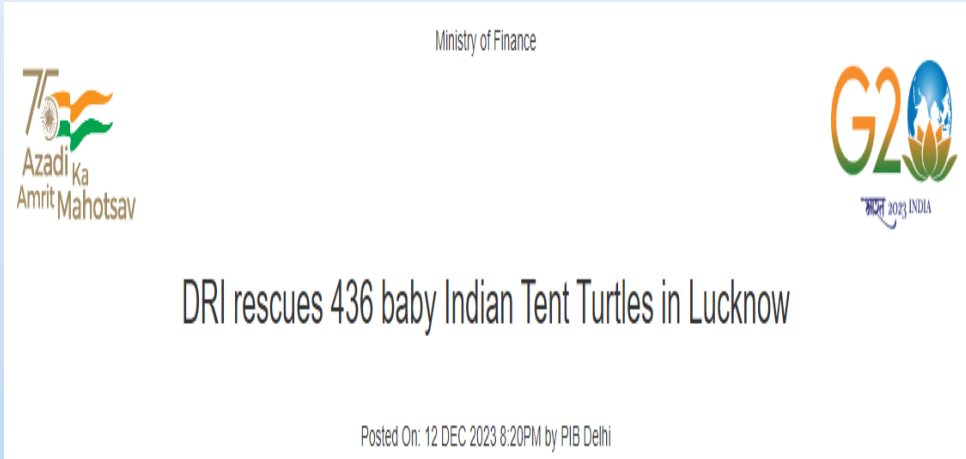 Ministry of Finance
75
Azadi Ka
Amrit Mahotsav
G20
भारत 2023 INDIA
DRI rescues 436 baby Indian Tent Turtles in Lucknow
Posted On: 12 DEC 2023 8:20PM by PIB Delhi